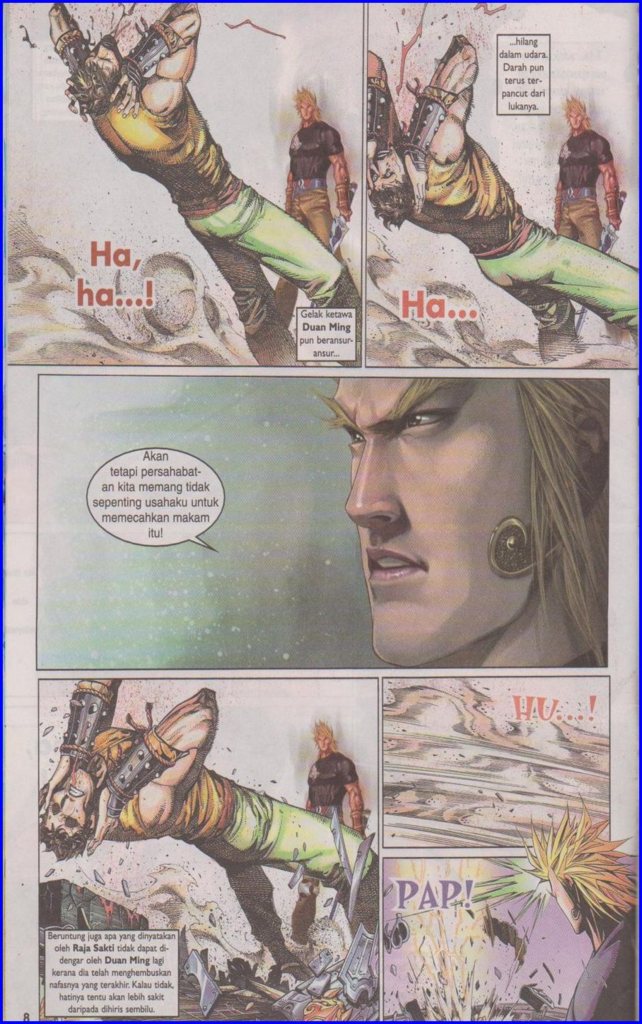 ...hilang
dalam udara.
Darah pun
terus ter-
pancut dari
lukanya.
Ha,
ha...!
Gelak ketawa
Duan Ming
pun beransur-
ansur...
Ha...
Akan
tetapi persahabat-
an kita memang tidak
sepenting usahaku untuk
memecahkan makam
itu!
HU...!
PAP!
Beruntung juga apa yang dinyatakan
oleh Raja Sakti tidak dapat di-
dengar oleh Duan Ming lagi
kerana dia telah menghembuskan
nafasnya yang terakhir. Kalau tidak,
hatinya tentu akan lebih sakit
daripada dihiris sembilu.
8